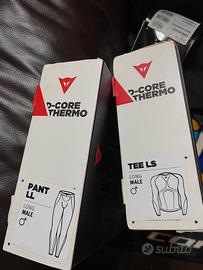 D-CORE
THERMO
PANT
LL
LONG
MALE
D-CORE
THERMO
TEE LS
LONG
MALE
subito